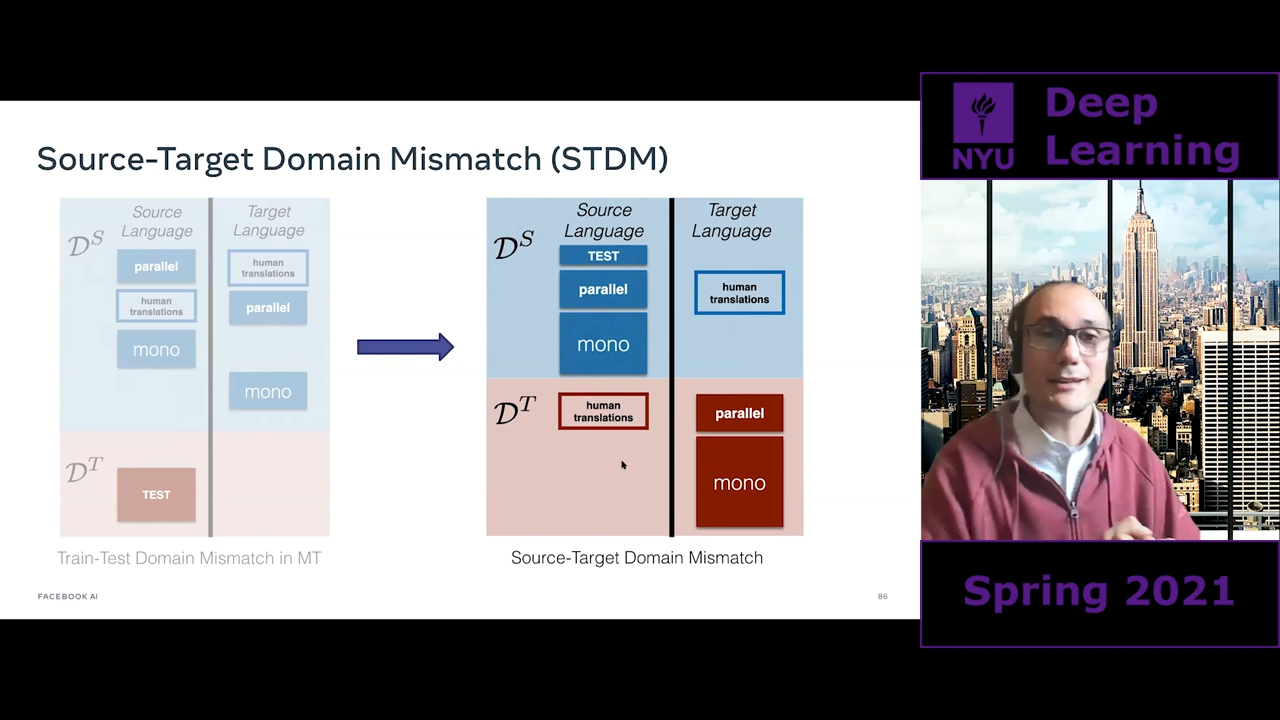 Source-Target Domain Mismatch (STDM)
Source
Language
Target
Language
D^S
parallel
human
translations
human
translations
parallel
mono
mono
D^T
TEST
Train-Test Domain Mismatch in MT
Source
Language
Target
Language
D^S
TEST
parallel
human
translations
mono
D^T
human
translations
parallel
mono
Source-Target Domain Mismatch
FACEBOOK AI
86
NYU
Deep
Learning
Spring 2021